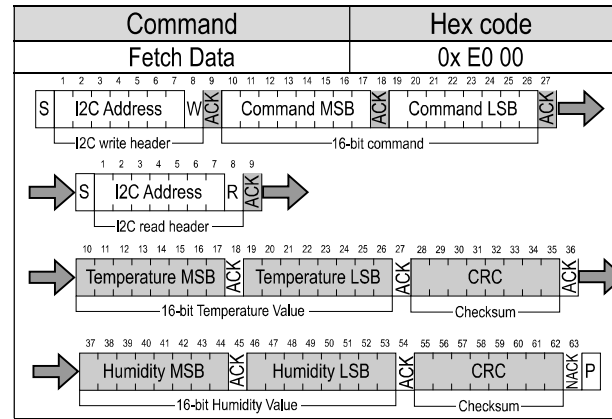 Command Hex code
Fetch Data 0x E0 00
1 2 3 4 5 6 7 8 9 10 11 12 13 14 15 16 17 18 19 20 21 22 23 24 25 26 27
S I2C Address W ACK Command MSB ACK Command LSB ACK
I2C write header 16-bit command
1 2 3 4 5 6 7 8 9
S I2C Address R ACK
I2C read header
10 11 12 13 14 15 16 17 18 19 20 21 22 23 24 25 26 27 28 29 30 31 32 33 34 35 36
Temperature MSB ACK Temperature LSB ACK CRC ACK
16-bit Temperature Value Checksum
37 38 39 40 41 42 43 44 45 46 47 48 49 50 51 52 53 54 55 56 57 58 59 60 61 62 63
Humidity MSB ACK Humidity LSB ACK CRC NACK P
16-bit Humidity Value Checksum